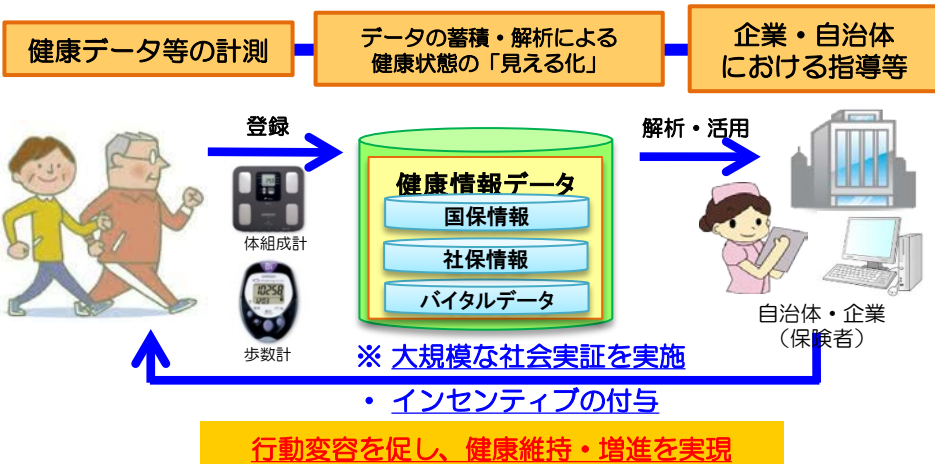 健康データ等の計測
データの蓄積・解析による
健康状態の「見える化」
企業・自治体
における指導等
登録
解析・活用
健康情報データ
国保情報
社保情報
バイタルデータ
体組成計
10258
歩数計
自治体・企業
（保険者）
※ 大規模な社会実証を実施
・ インセンティブの付与
行動変容を促し、健康維持・増進を実現